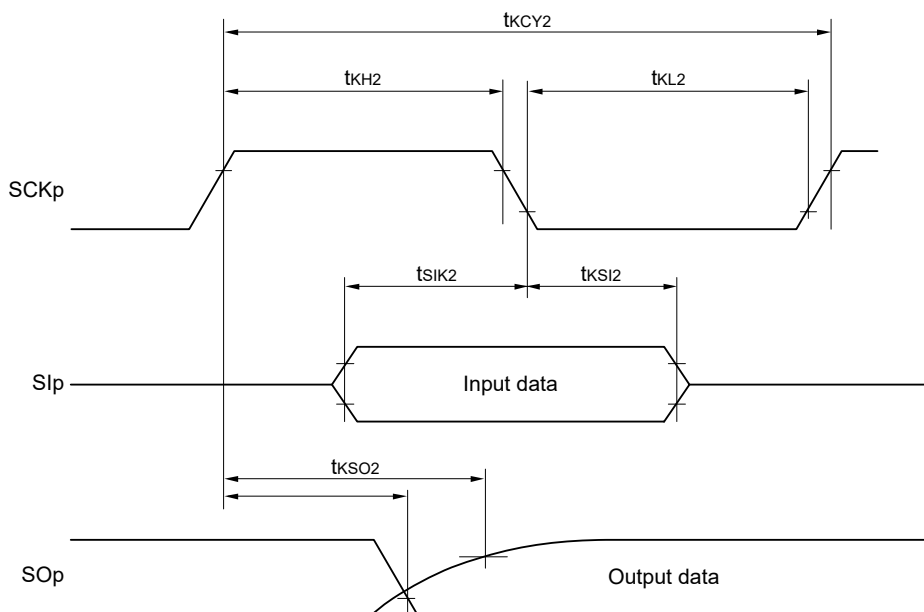 tKCY2
tKH2
tKL2
SCKp
tSIK2
tKSI2
SIp
Input data
tKSO2
SOp
Output data